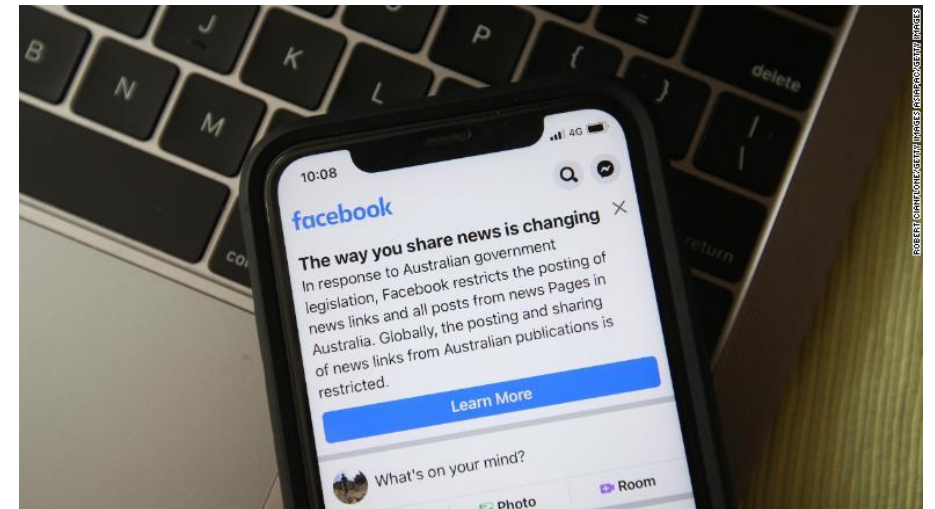 J
P
=
B
K
{
delete
N
L
}
M
|
\
10:08
4G
facebook
The way you share news is changing
In response to Australian government
legislation, Facebook restricts the posting of
news links and all posts from news Pages in
Australia. Globally, the posting and sharing
of news links from Australian publications is
restricted.
Learn More
What's on your mind?
Photo
Room
return
ROBERT CIANFLONE/GETTY IMAGES ASIAPAC/GETTY IMAGES